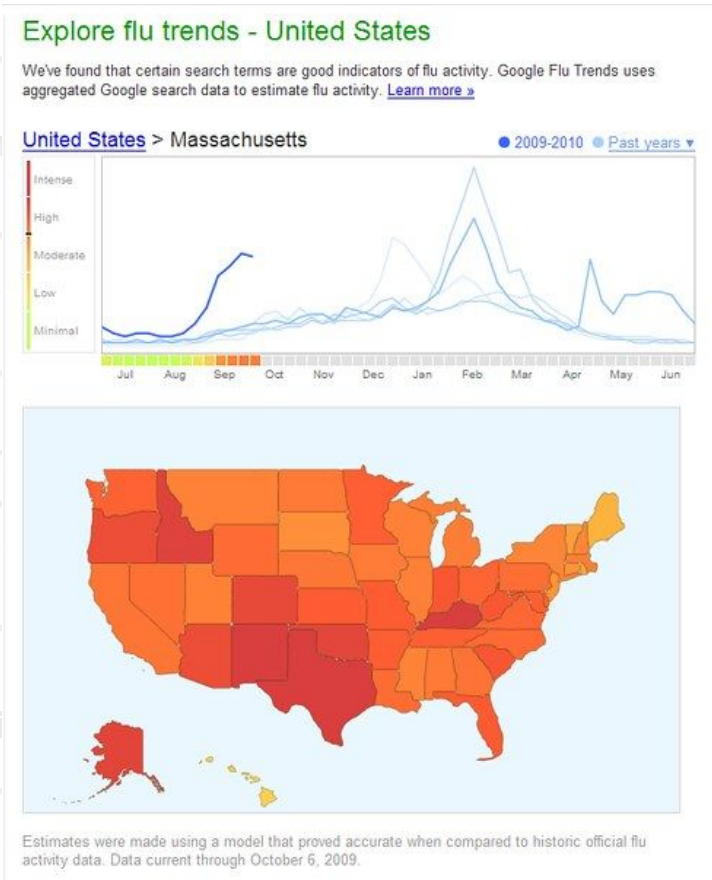 Explore flu trends - United States
We've found that certain search terms are good indicators of flu activity. Google Flu Trends uses
aggregated Google search data to estimate flu activity. Learn more »
United States > Massachusetts
2009-2010 Past years ▼
Intense
High
Moderate
Low
Minimal
Jul Aug Sep Oct Nov Dec Jan Feb Mar Apr May Jun
Estimates were made using a model that proved accurate when compared to historic official flu
activity data. Data current through October 6, 2009.